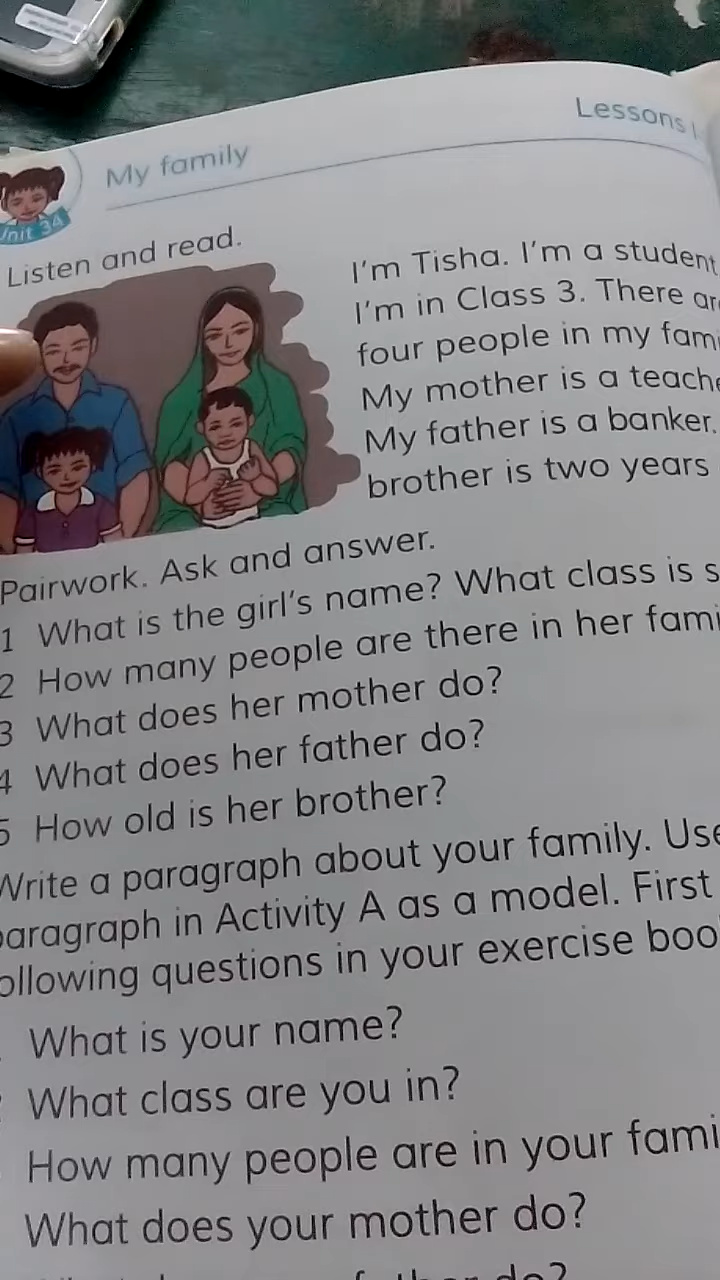 Lessons
My family
Unit 34
Listen and read.
I'm Tisha. I'm a student
I'm in Class 3. There ar
four people in my fam
My mother is a teache
My father is a banker.
brother is two years
Pairwork. Ask and answer.
1 What is the girl's name? What class is s
2 How many people are there in her fami
3 What does her mother do?
4 What does her father do?
5 How old is her brother?
Write a paragraph about your family. Use
paragraph in Activity A as a model. First
ollowing questions in your exercise boo
What is your name?
What class are you in?
How many people are in your fami
What does your mother do?
do?